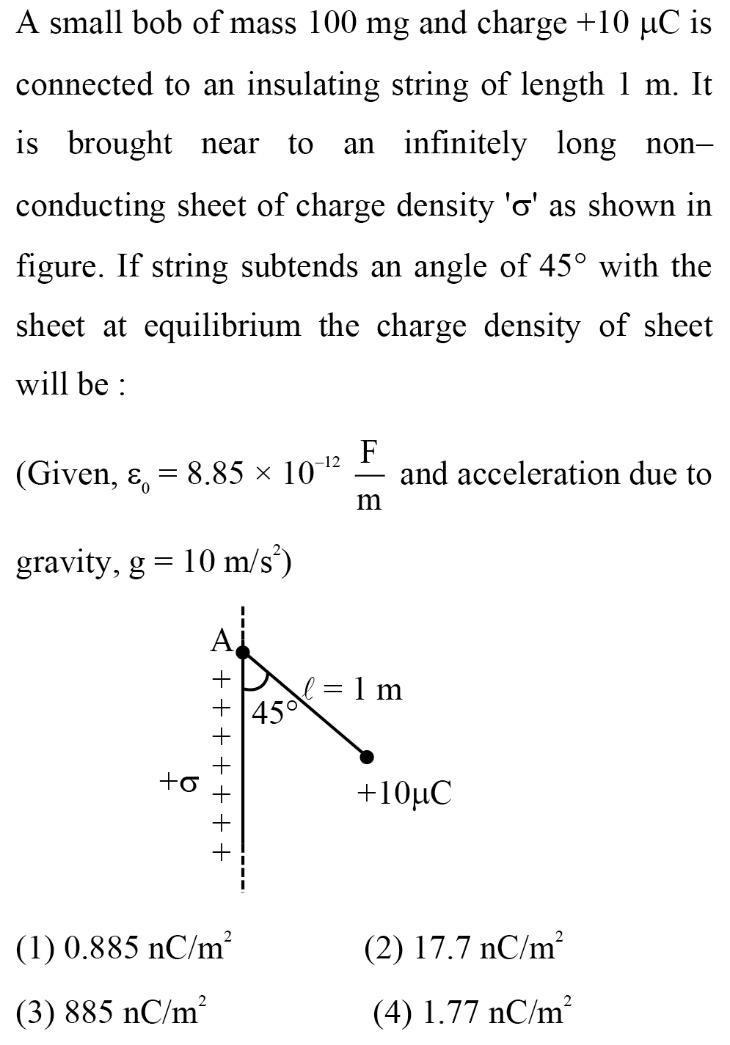 A small bob of mass 100 mg and charge +10 μC is
connected to an insulating string of length 1 m. It
is brought near to an infinitely long non–
conducting sheet of charge density 'σ' as shown in
figure. If string subtends an angle of 45° with the
sheet at equilibrium the charge density of sheet
will be :
(Given, ε₀ = 8.85 × 10⁻¹² F/m and acceleration due to
gravity, g = 10 m/s²)
A
+
ℓ = 1 m
+
45°
+
+
+σ
+
+10μC
+
+
(1) 0.885 nC/m² (2) 17.7 nC/m²
(3) 885 nC/m² (4) 1.77 nC/m²